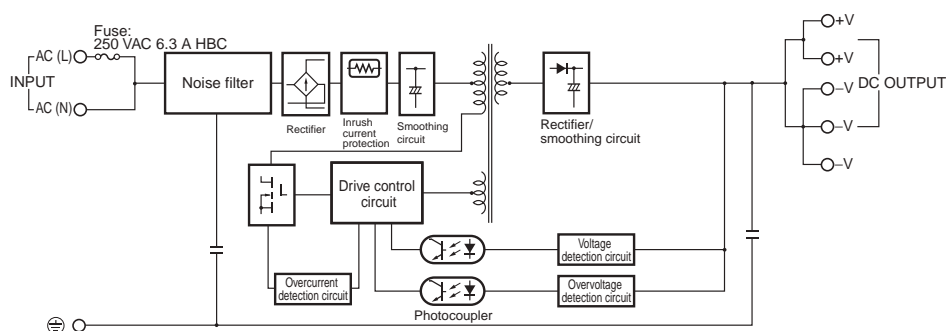 Fuse:
250 VAC 6.3 A HBC
AC (L)
INPUT
AC (N)
Noise filter
Rectifier
Inrush
current
protection
Smoothing
circuit
Rectifier/
smoothing circuit
+V
+V
DC OUTPUT
–V
–V
–V
Drive control
circuit
Overcurrent
detection circuit
Voltage
detection circuit
Overvoltage
detection circuit
Photocoupler